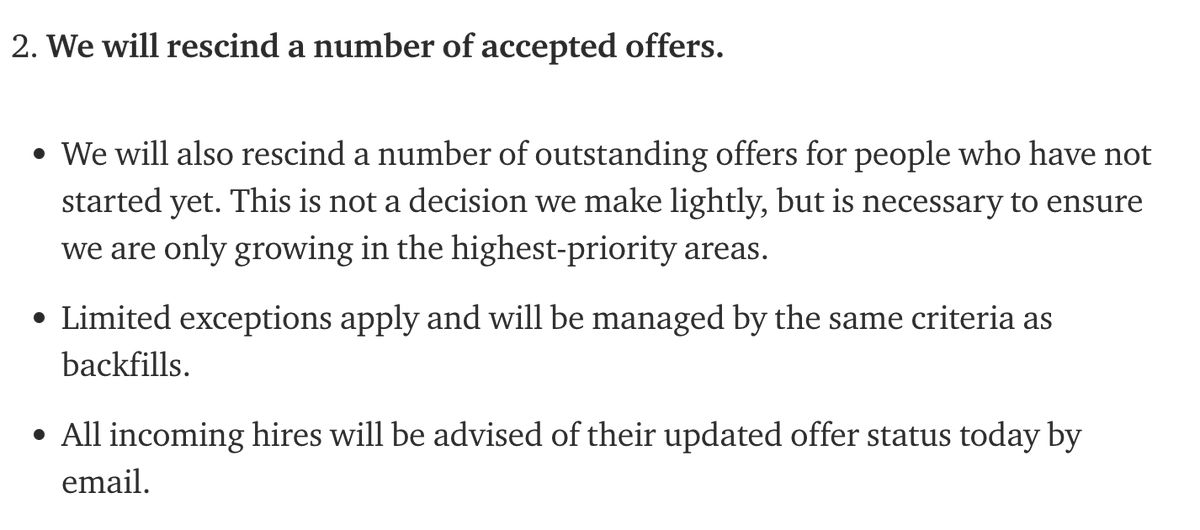 2. We will rescind a number of accepted offers.
• We will also rescind a number of outstanding offers for people who have not
started yet. This is not a decision we make lightly, but is necessary to ensure
we are only growing in the highest-priority areas.
• Limited exceptions apply and will be managed by the same criteria as
backfills.
• All incoming hires will be advised of their updated offer status today by
email.